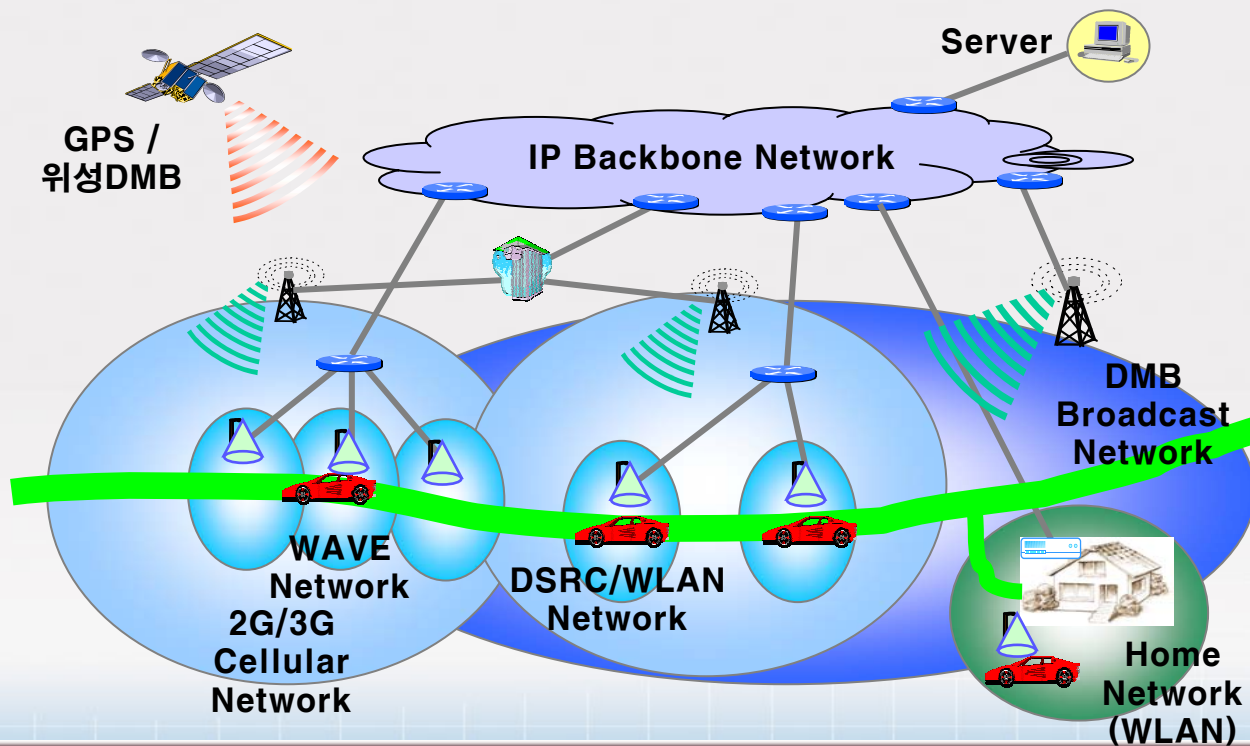 Server
GPS /
위성DMB
IP Backbone Network
DMB
Broadcast
Network
WAVE
Network
DSRC/WLAN
Network
2G/3G
Cellular
Network
Home
Network
(WLAN)